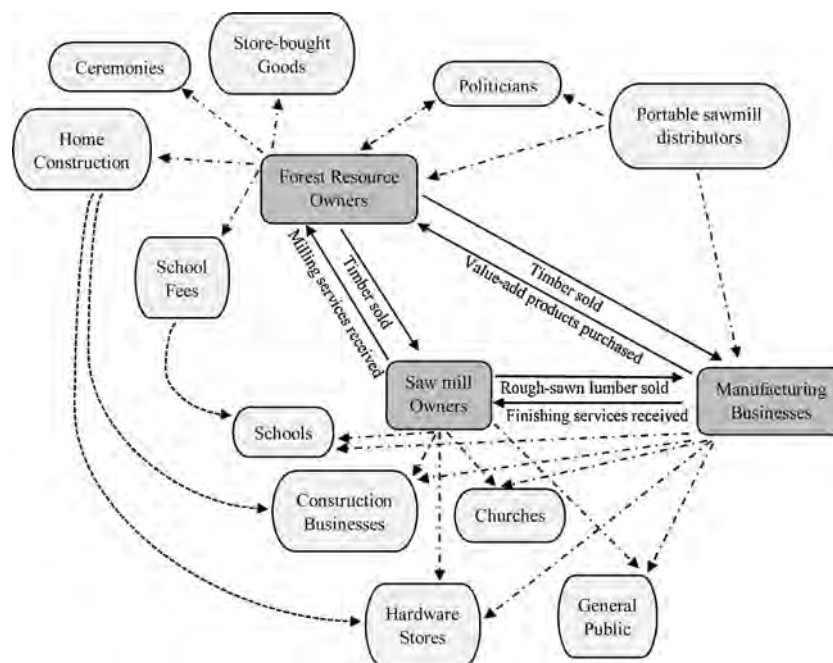 Store-bought
Goods
Ceremonies
Politicians
Portable sawmill
distributors
Home
Construction
Forest Resource
Owners
School
Fees
Milling services received
Timber sold
Timber sold
Value-add products purchased
Saw mill
Owners
Rough-sawn lumber sold
Finishing services received
Manufacturing
Businesses
Schools
Construction
Businesses
Churches
Hardware
Stores
General
Public